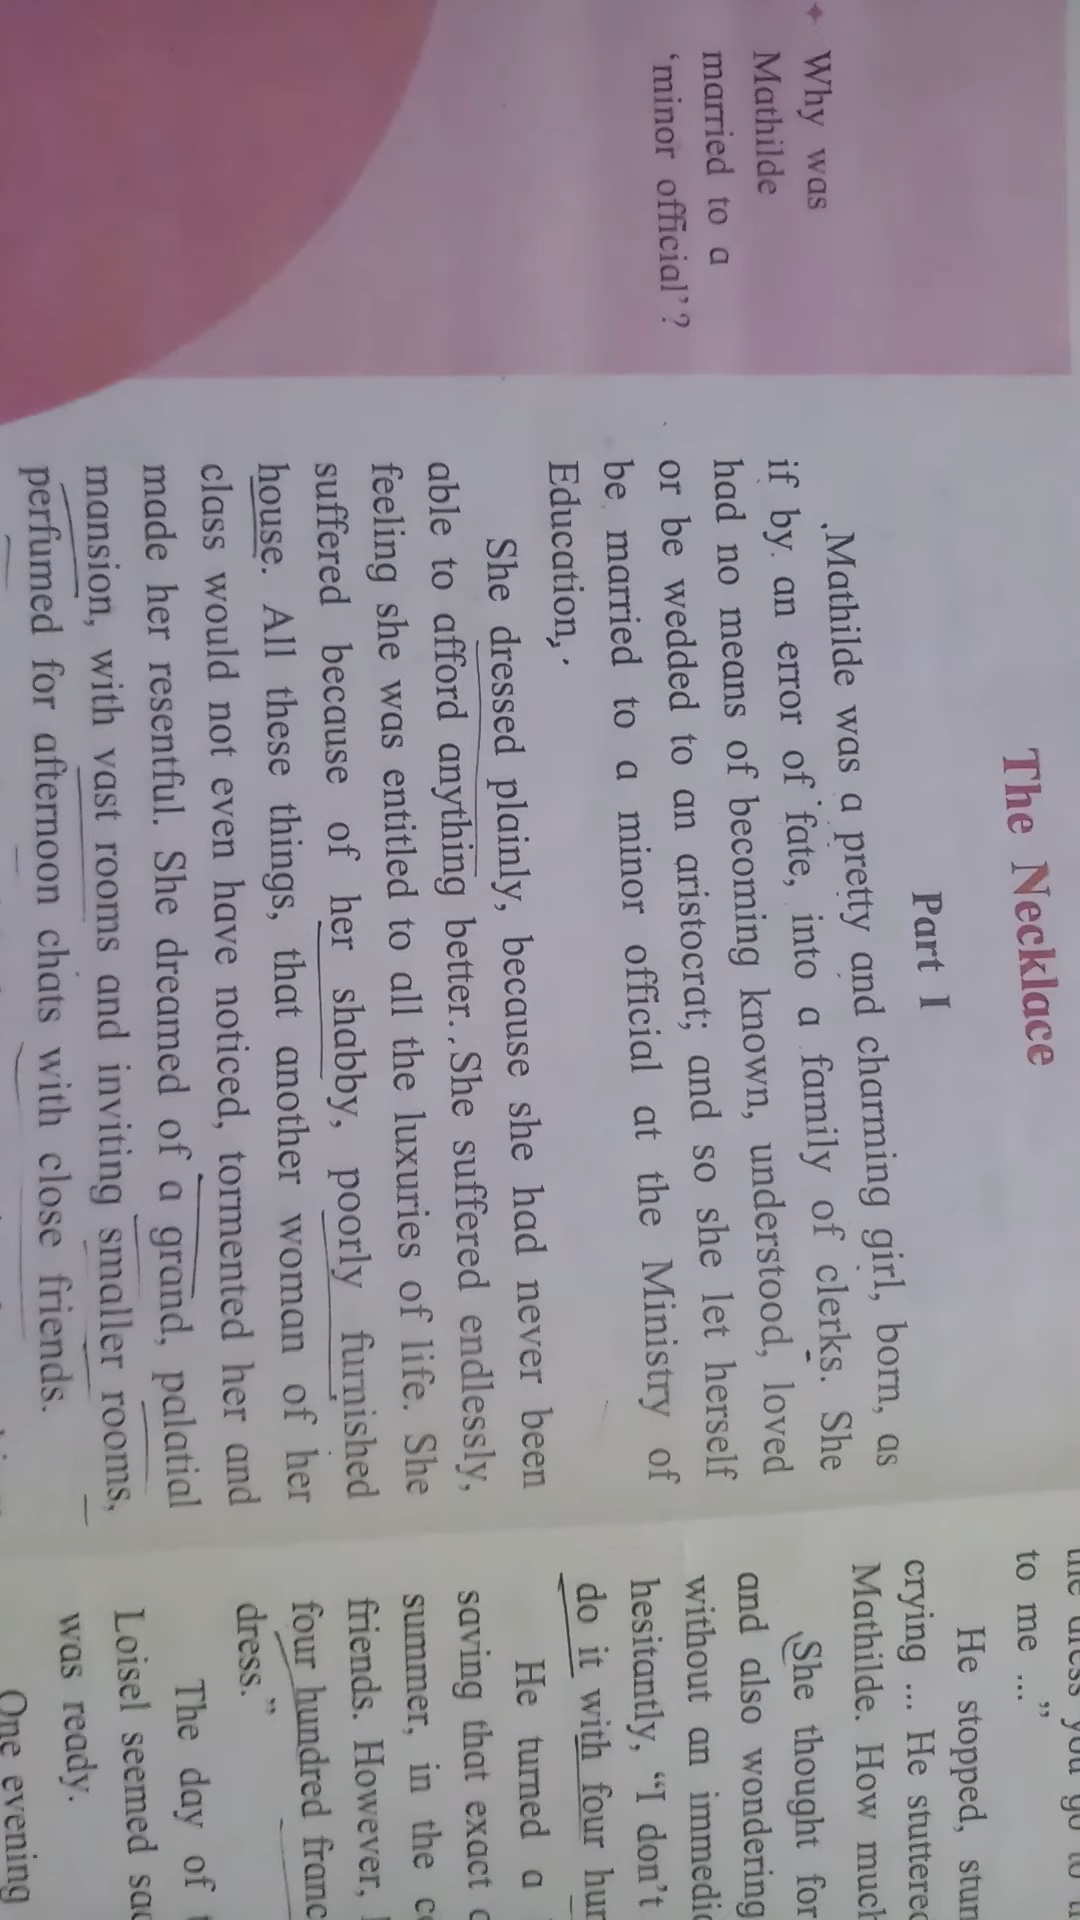 ✦ Why was
Mathilde
married to a
‘minor official’?
The Necklace
Part I
Mathilde was a pretty and charming girl, born, as
if by an error of fate, into a family of clerks. She
had no means of becoming known, understood, loved
or be wedded to an aristocrat; and so she let herself
be married to a minor official at the Ministry of
Education.
She dressed plainly, because she had never been
able to afford anything better. She suffered endlessly,
feeling she was entitled to all the luxuries of life. She
suffered because of her shabby, poorly furnished
house. All these things, that another woman of her
class would not even have noticed, tormented her and
made her resentful. She dreamed of a grand, palatial
mansion, with vast rooms and inviting smaller rooms,
perfumed for afternoon chats with close friends.
to me ...”
He stopped, stun
crying ... He stuttered
Mathilde. How much
She thought for
and also wondering
without an immedi
hesitantly, “I don’t
do it with four hun
He turned a
saving that exact
summer, in the c
friends. However,
four hundred franc
dress.”
The day of t
Loisel seemed sad
was ready.
One evening